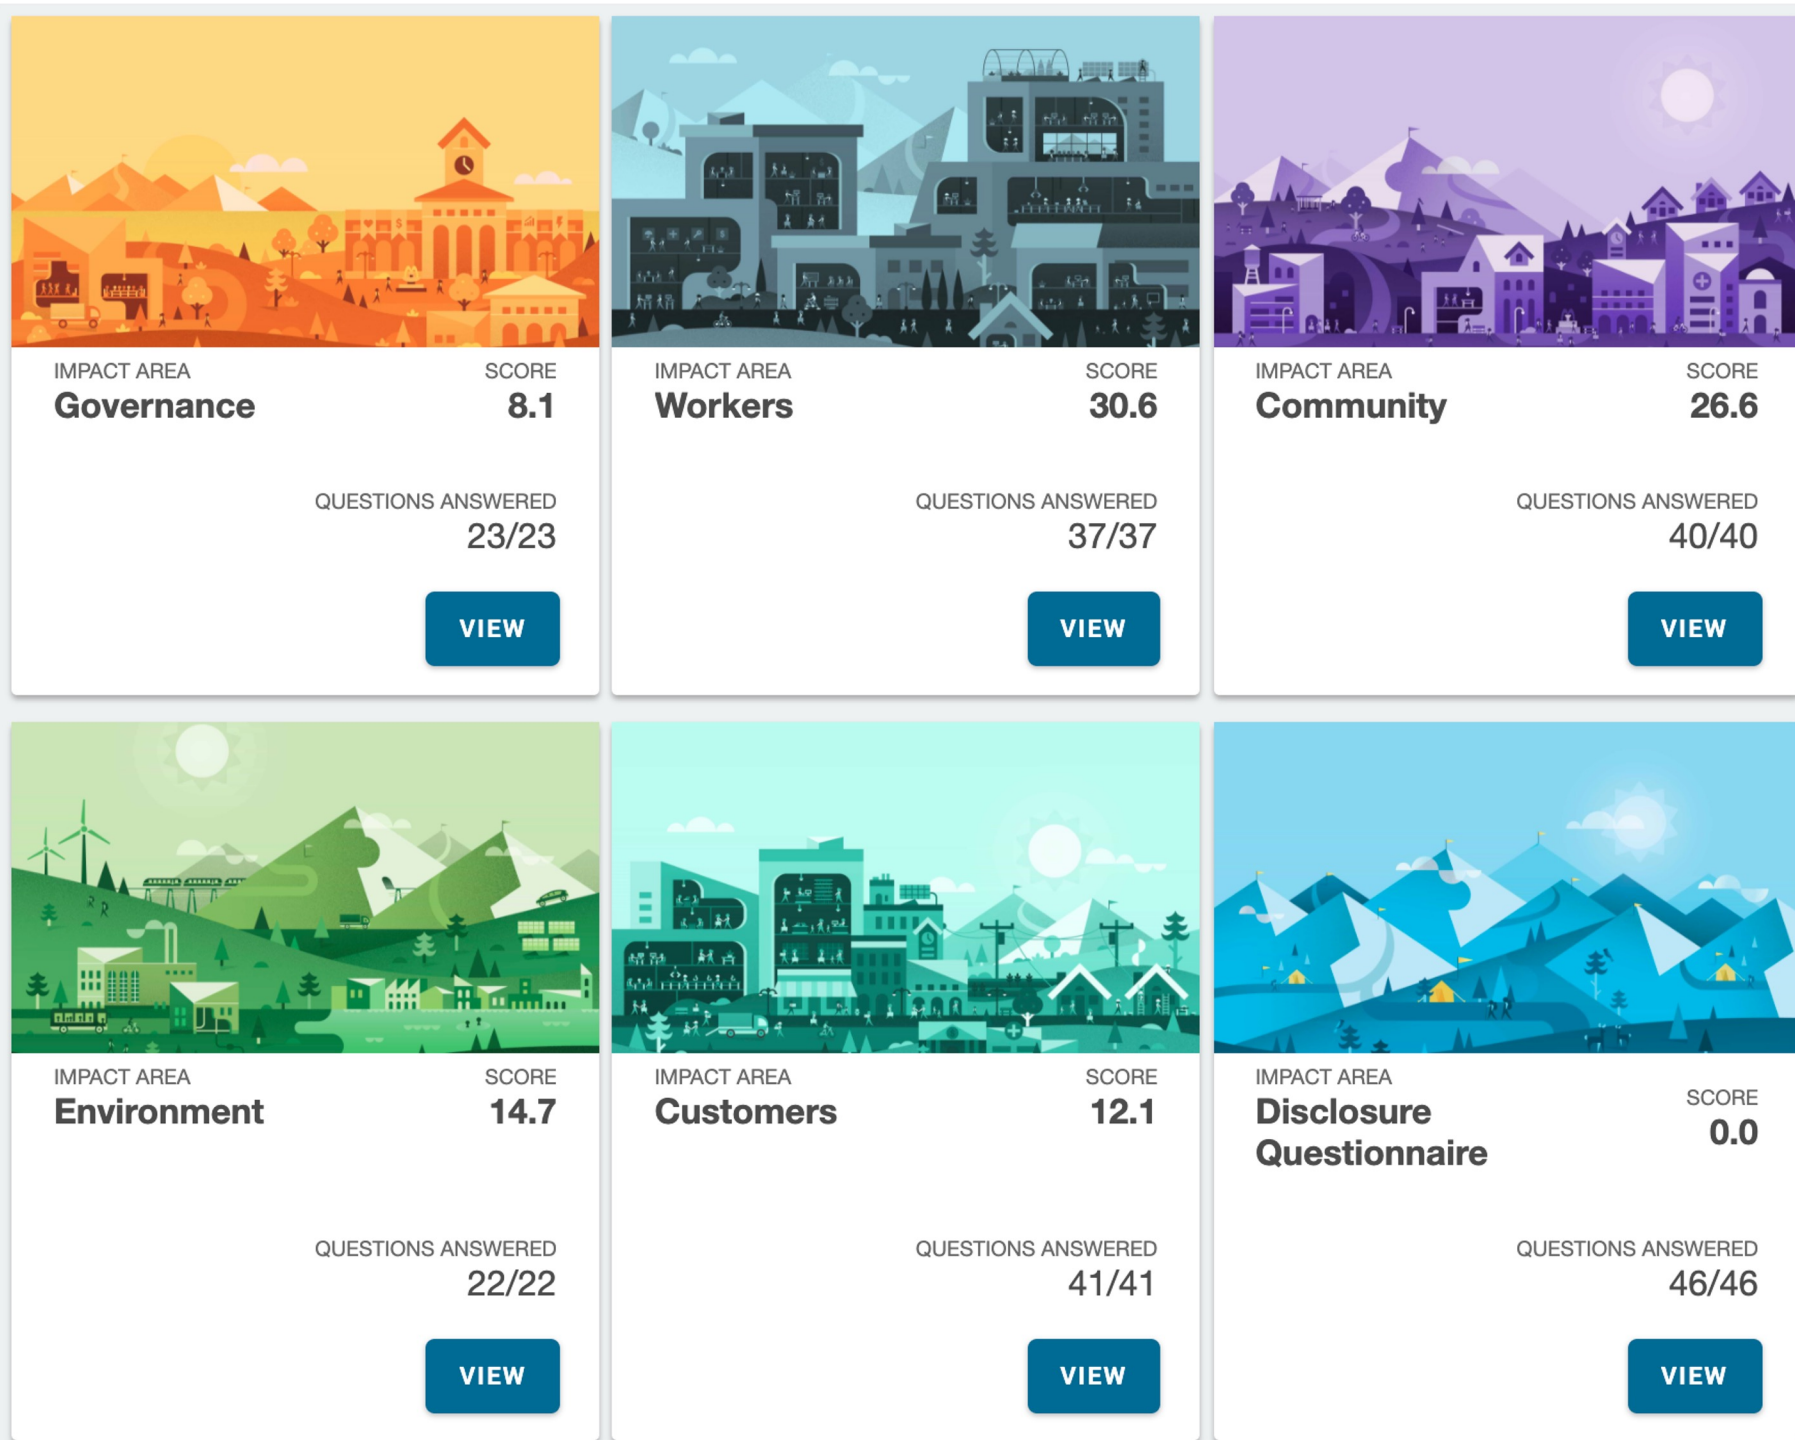 IMPACT AREA SCORE
Governance 8.1
QUESTIONS ANSWERED
23/23
VIEW
IMPACT AREA SCORE
Workers 30.6
QUESTIONS ANSWERED
37/37
VIEW
IMPACT AREA SCORE
Community 26.6
QUESTIONS ANSWERED
40/40
VIEW
IMPACT AREA SCORE
Environment 14.7
QUESTIONS ANSWERED
22/22
VIEW
IMPACT AREA SCORE
Customers 12.1
QUESTIONS ANSWERED
41/41
VIEW
IMPACT AREA
Disclosure
Questionnaire
SCORE
0.0
QUESTIONS ANSWERED
46/46
VIEW